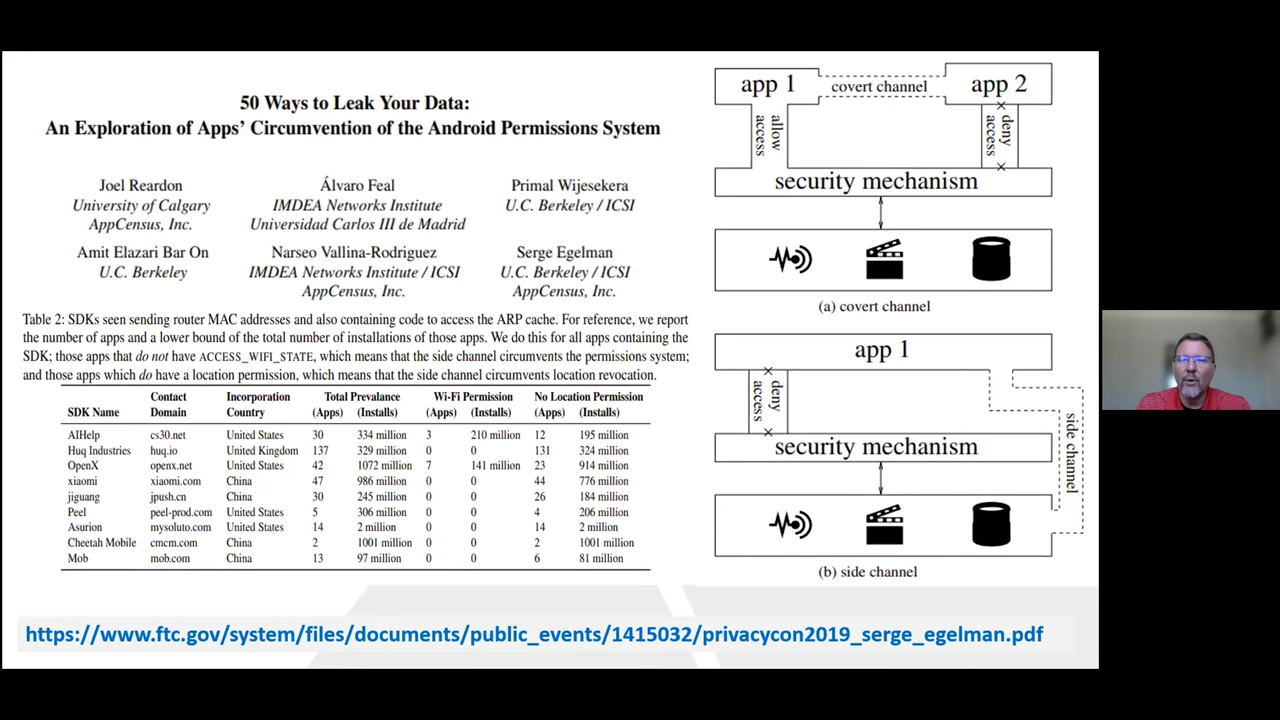 50 Ways to Leak Your Data:
An Exploration of Apps' Circumvention of the Android Permissions System
Joel Reardon
University of Calgary
AppCensus, Inc.
Álvaro Feal
IMDEA Networks Institute
Universidad Carlos III de Madrid
Primal Wijesekera
U.C. Berkeley / ICSI
Amit Elazari Bar On
U.C. Berkeley
Narseo Vallina-Rodriguez
IMDEA Networks Institute / ICSI
AppCensus, Inc.
Serge Egelman
U.C. Berkeley / ICSI
AppCensus, Inc.
Table 2: SDKs seen sending router MAC addresses and also containing code to access the ARP cache. For reference, we report
the number of apps and a lower bound of the total number of installations of those apps. We do this for all apps containing the
SDK; those apps that do not have ACCESS_WIFI_STATE, which means that the side channel circumvents the permissions system;
and those apps which do have a location permission, which means that the side channel circumvents location revocation.
Contact Incorporation Total Prevalance Wi-Fi Permission No Location Permission
SDK Name Domain Country (Apps) (Installs) (Apps) (Installs) (Apps) (Installs)
AIHelp cs30.net United States 30 334 million 3 210 million 12 195 million
Huq Industries huq.io United Kingdom 137 329 million 0 0 131 324 million
OpenX openx.net United States 42 1072 million 7 141 million 23 914 million
xiaomi xiaomi.com China 47 986 million 0 0 44 776 million
jiguang jpush.cn China 30 245 million 0 0 26 184 million
Peel peel-prod.com United States 5 306 million 0 0 4 206 million
Asurion mysoluto.com United States 14 2 million 0 0 14 2 million
Cheetah Mobile cmcm.com China 2 1001 million 0 0 2 1001 million
Mob mob.com China 13 97 million 0 0 6 81 million
app 1
covert channel
app 2
allow
access
deny
access
security mechanism
(a) covert channel
app 1
deny
access
side channel
security mechanism
(b) side channel
https://www.ftc.gov/system/files/documents/public_events/1415032/privacycon2019_serge_egelman.pdf